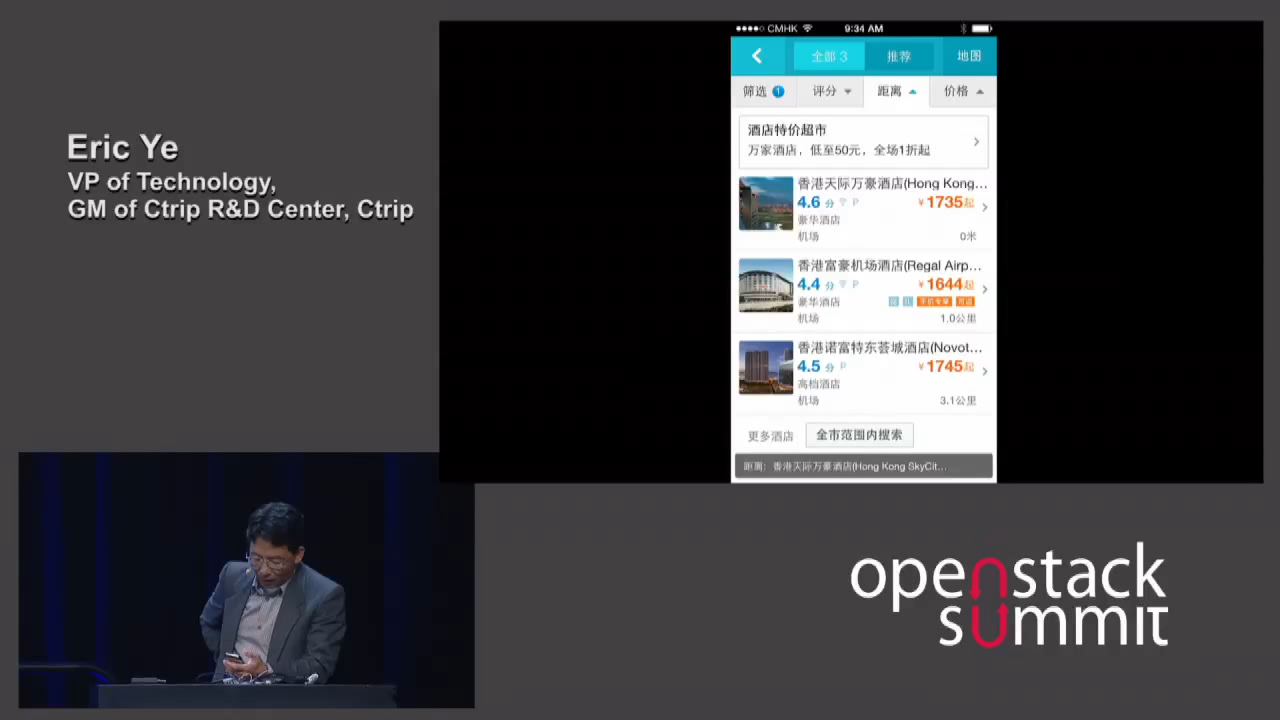 Eric Ye
VP of Technology,
GM of Ctrip R&D Center, Ctrip
CMHK
9:34 AM
全部 3
推荐
地图
筛选 1
评分
距离
价格
酒店特价超市
万家酒店，低至50元，全场1折起
香港天际万豪酒店(Hong Kong...
4.6 分 P
¥1735起
豪华酒店
机场
0米
香港富豪机场酒店(Regal Airp...
4.4 分 P
¥1644起
豪华酒店
机场
1.0公里
香港诺富特东荟城酒店(Novot...
4.5 分 P
¥1745起
高档酒店
机场
3.1公里
更多酒店
全市范围内搜索
距离：香港天际万豪酒店(Hong Kong SkyCit...
openstack
summit